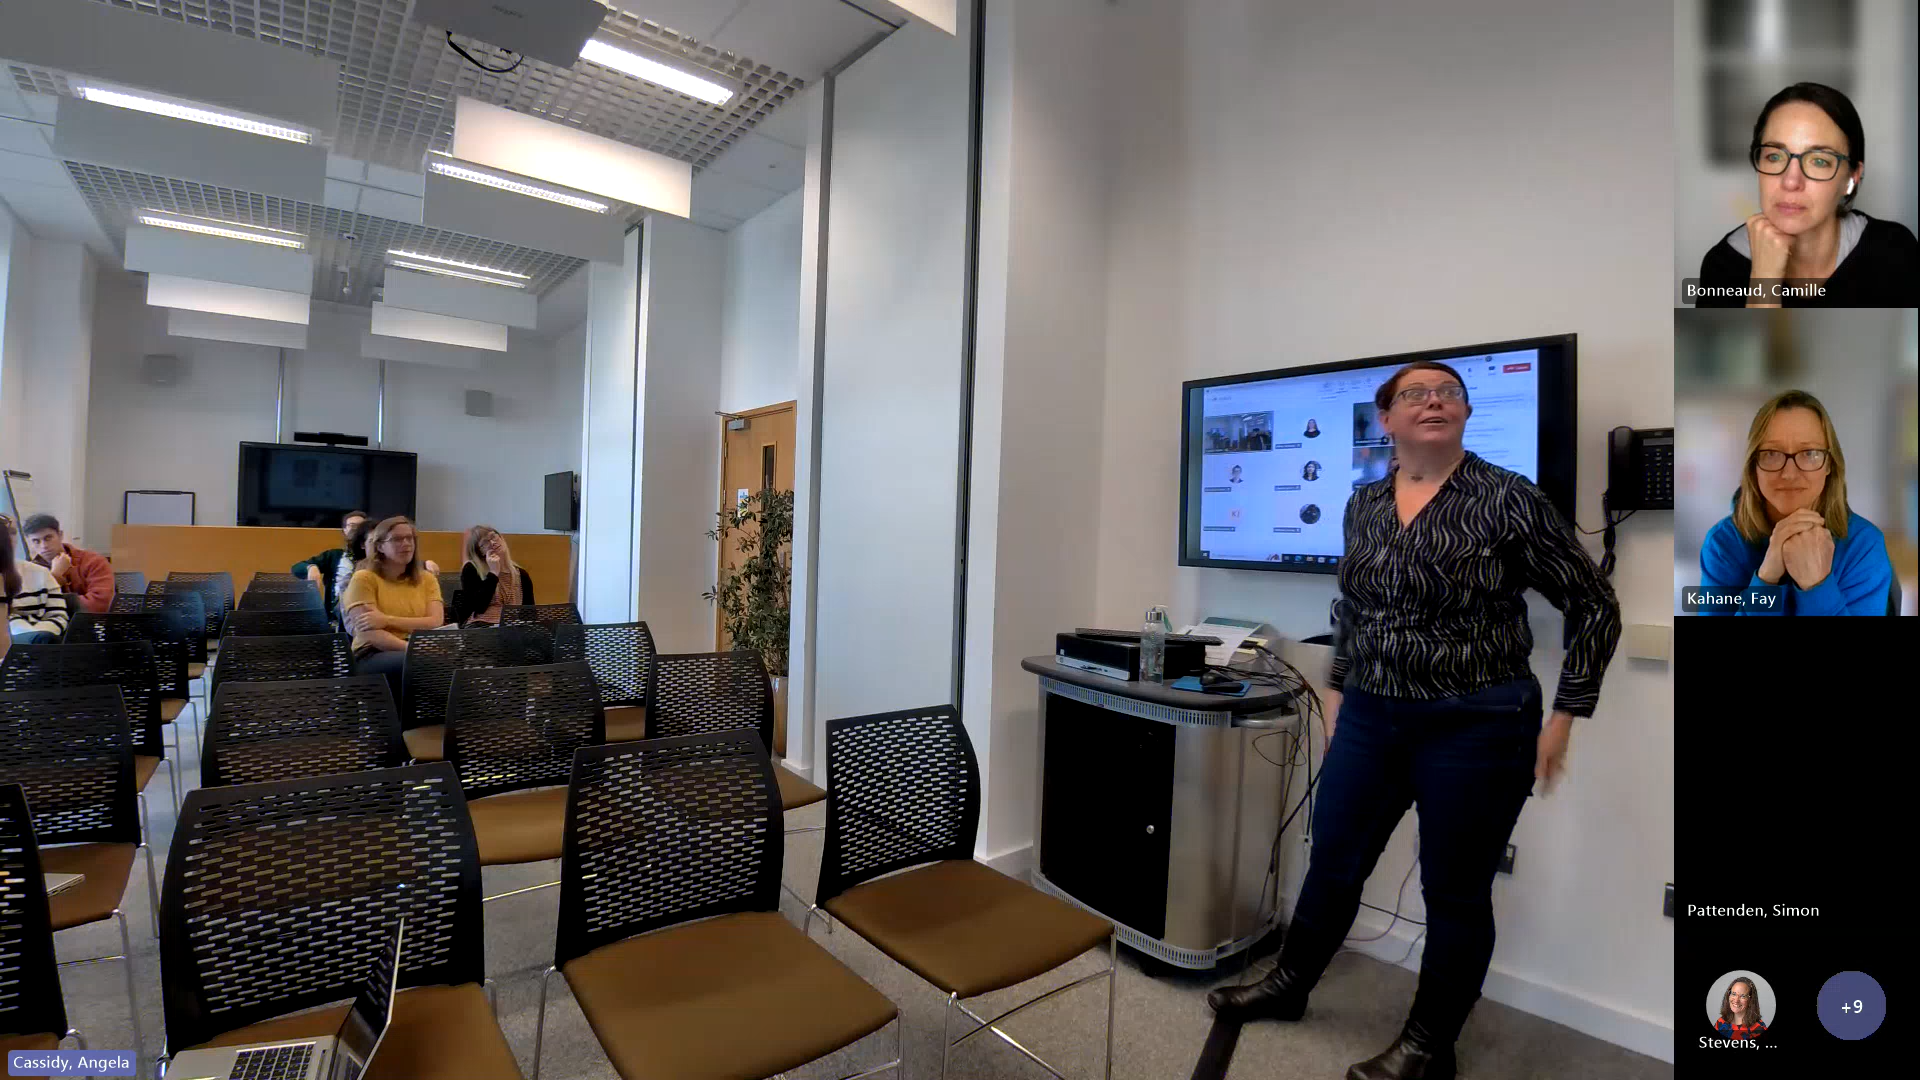 Bonneaud, Camille
Kahane, Fay
Pattenden, Simon
Stevens, ...
+9
Cassidy, Angela